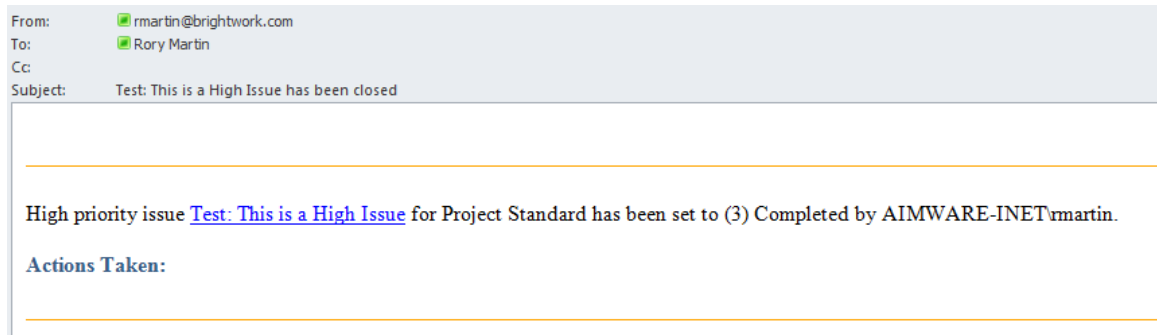 From: rmartin@brightwork.com
To: Rory Martin
Cc:
Subject: Test: This is a High Issue has been closed
High priority issue Test: This is a High Issue for Project Standard has been set to (3) Completed by AIMWARE-INET\rmartin.
Actions Taken: